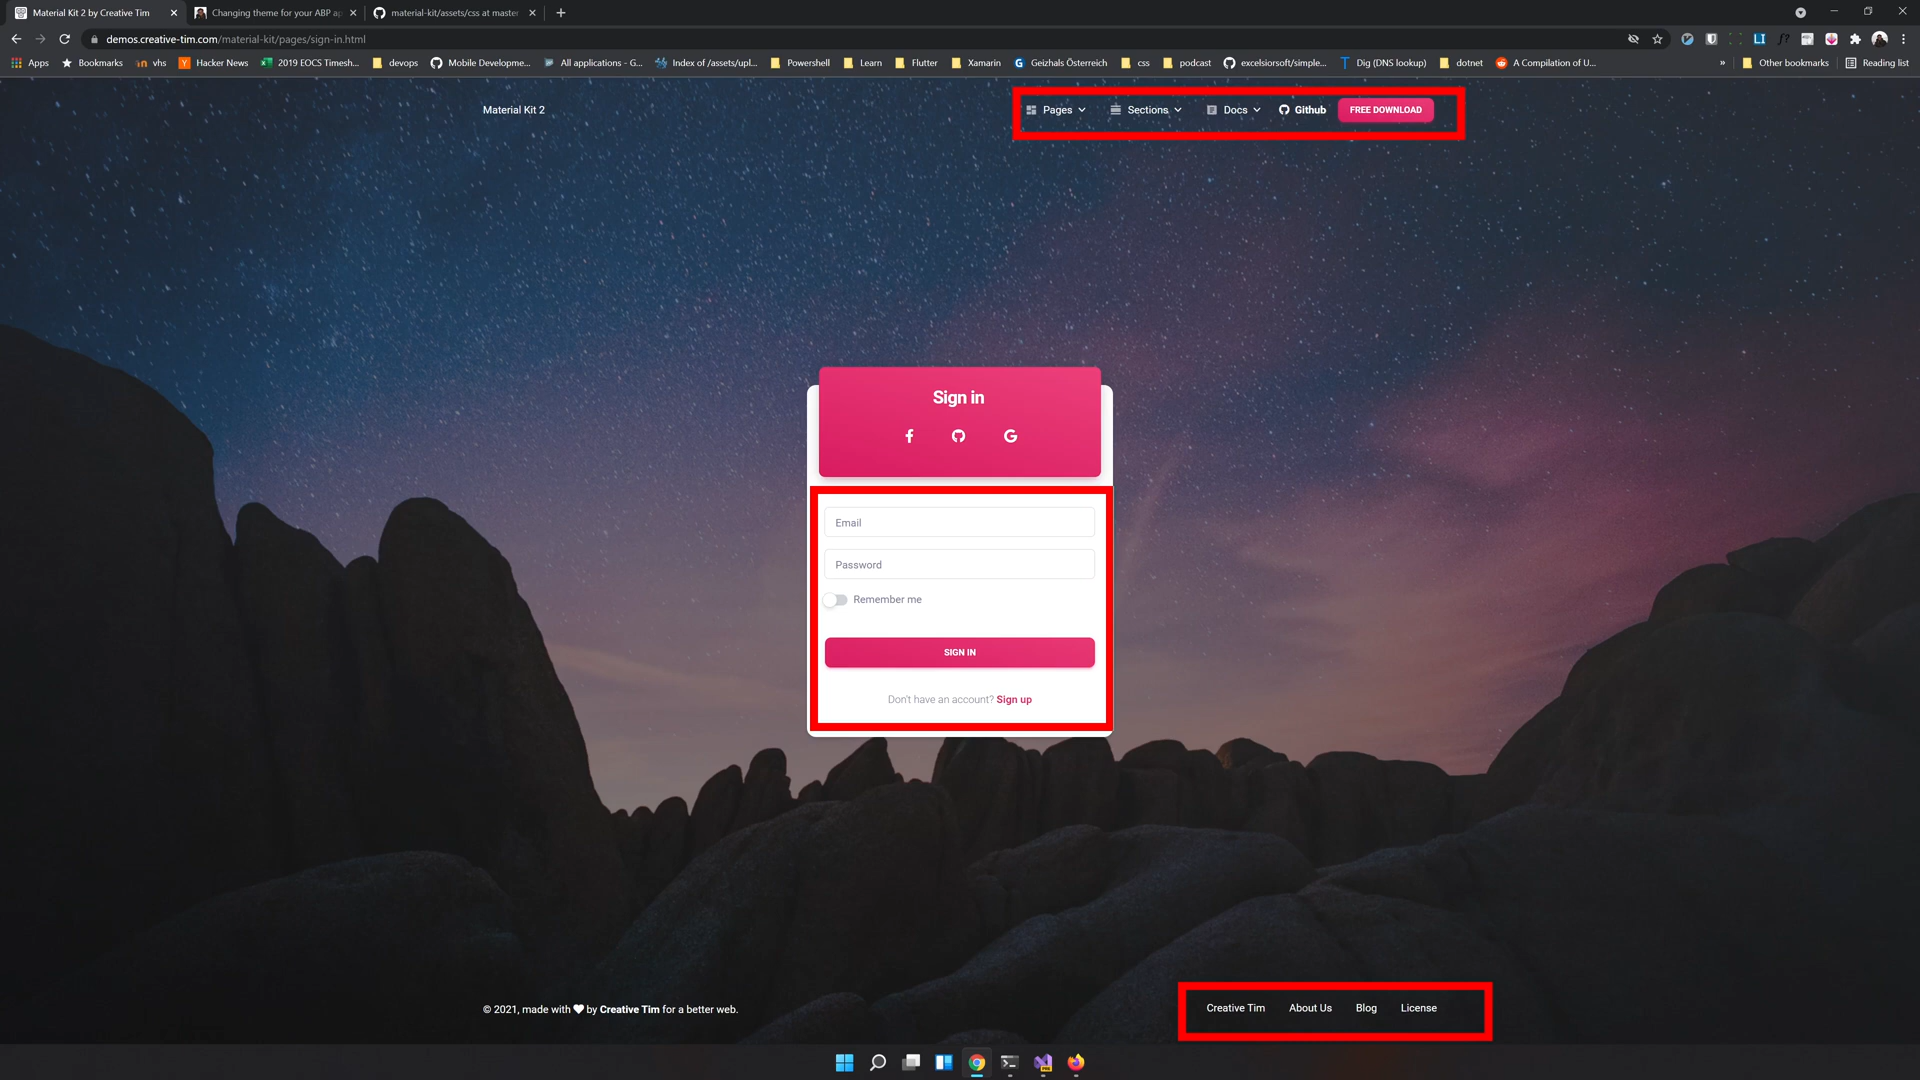 Material Kit 2 by Creative Tim
Changing theme for your ABP ap
material-kit/assets/css at master
demos.creative-tim.com/material-kit/pages/sign-in.html
Apps Bookmarks vhs Hacker News 2019 EOCS Timesh... devops Mobile Developme... All applications - G... Index of /assets/upl... Powershell Learn Flutter Xamarin Geizhals Österreich css podcast excelsiorsoft/simple... Dig (DNS lookup) dotnet A Compilation of U... » Other bookmarks Reading list
Material Kit 2
Pages Sections Docs Github FREE DOWNLOAD
Sign in
Email
Password
Remember me
SIGN IN
Don't have an account? Sign up
© 2021, made with by Creative Tim for a better web.
Creative Tim About Us Blog License